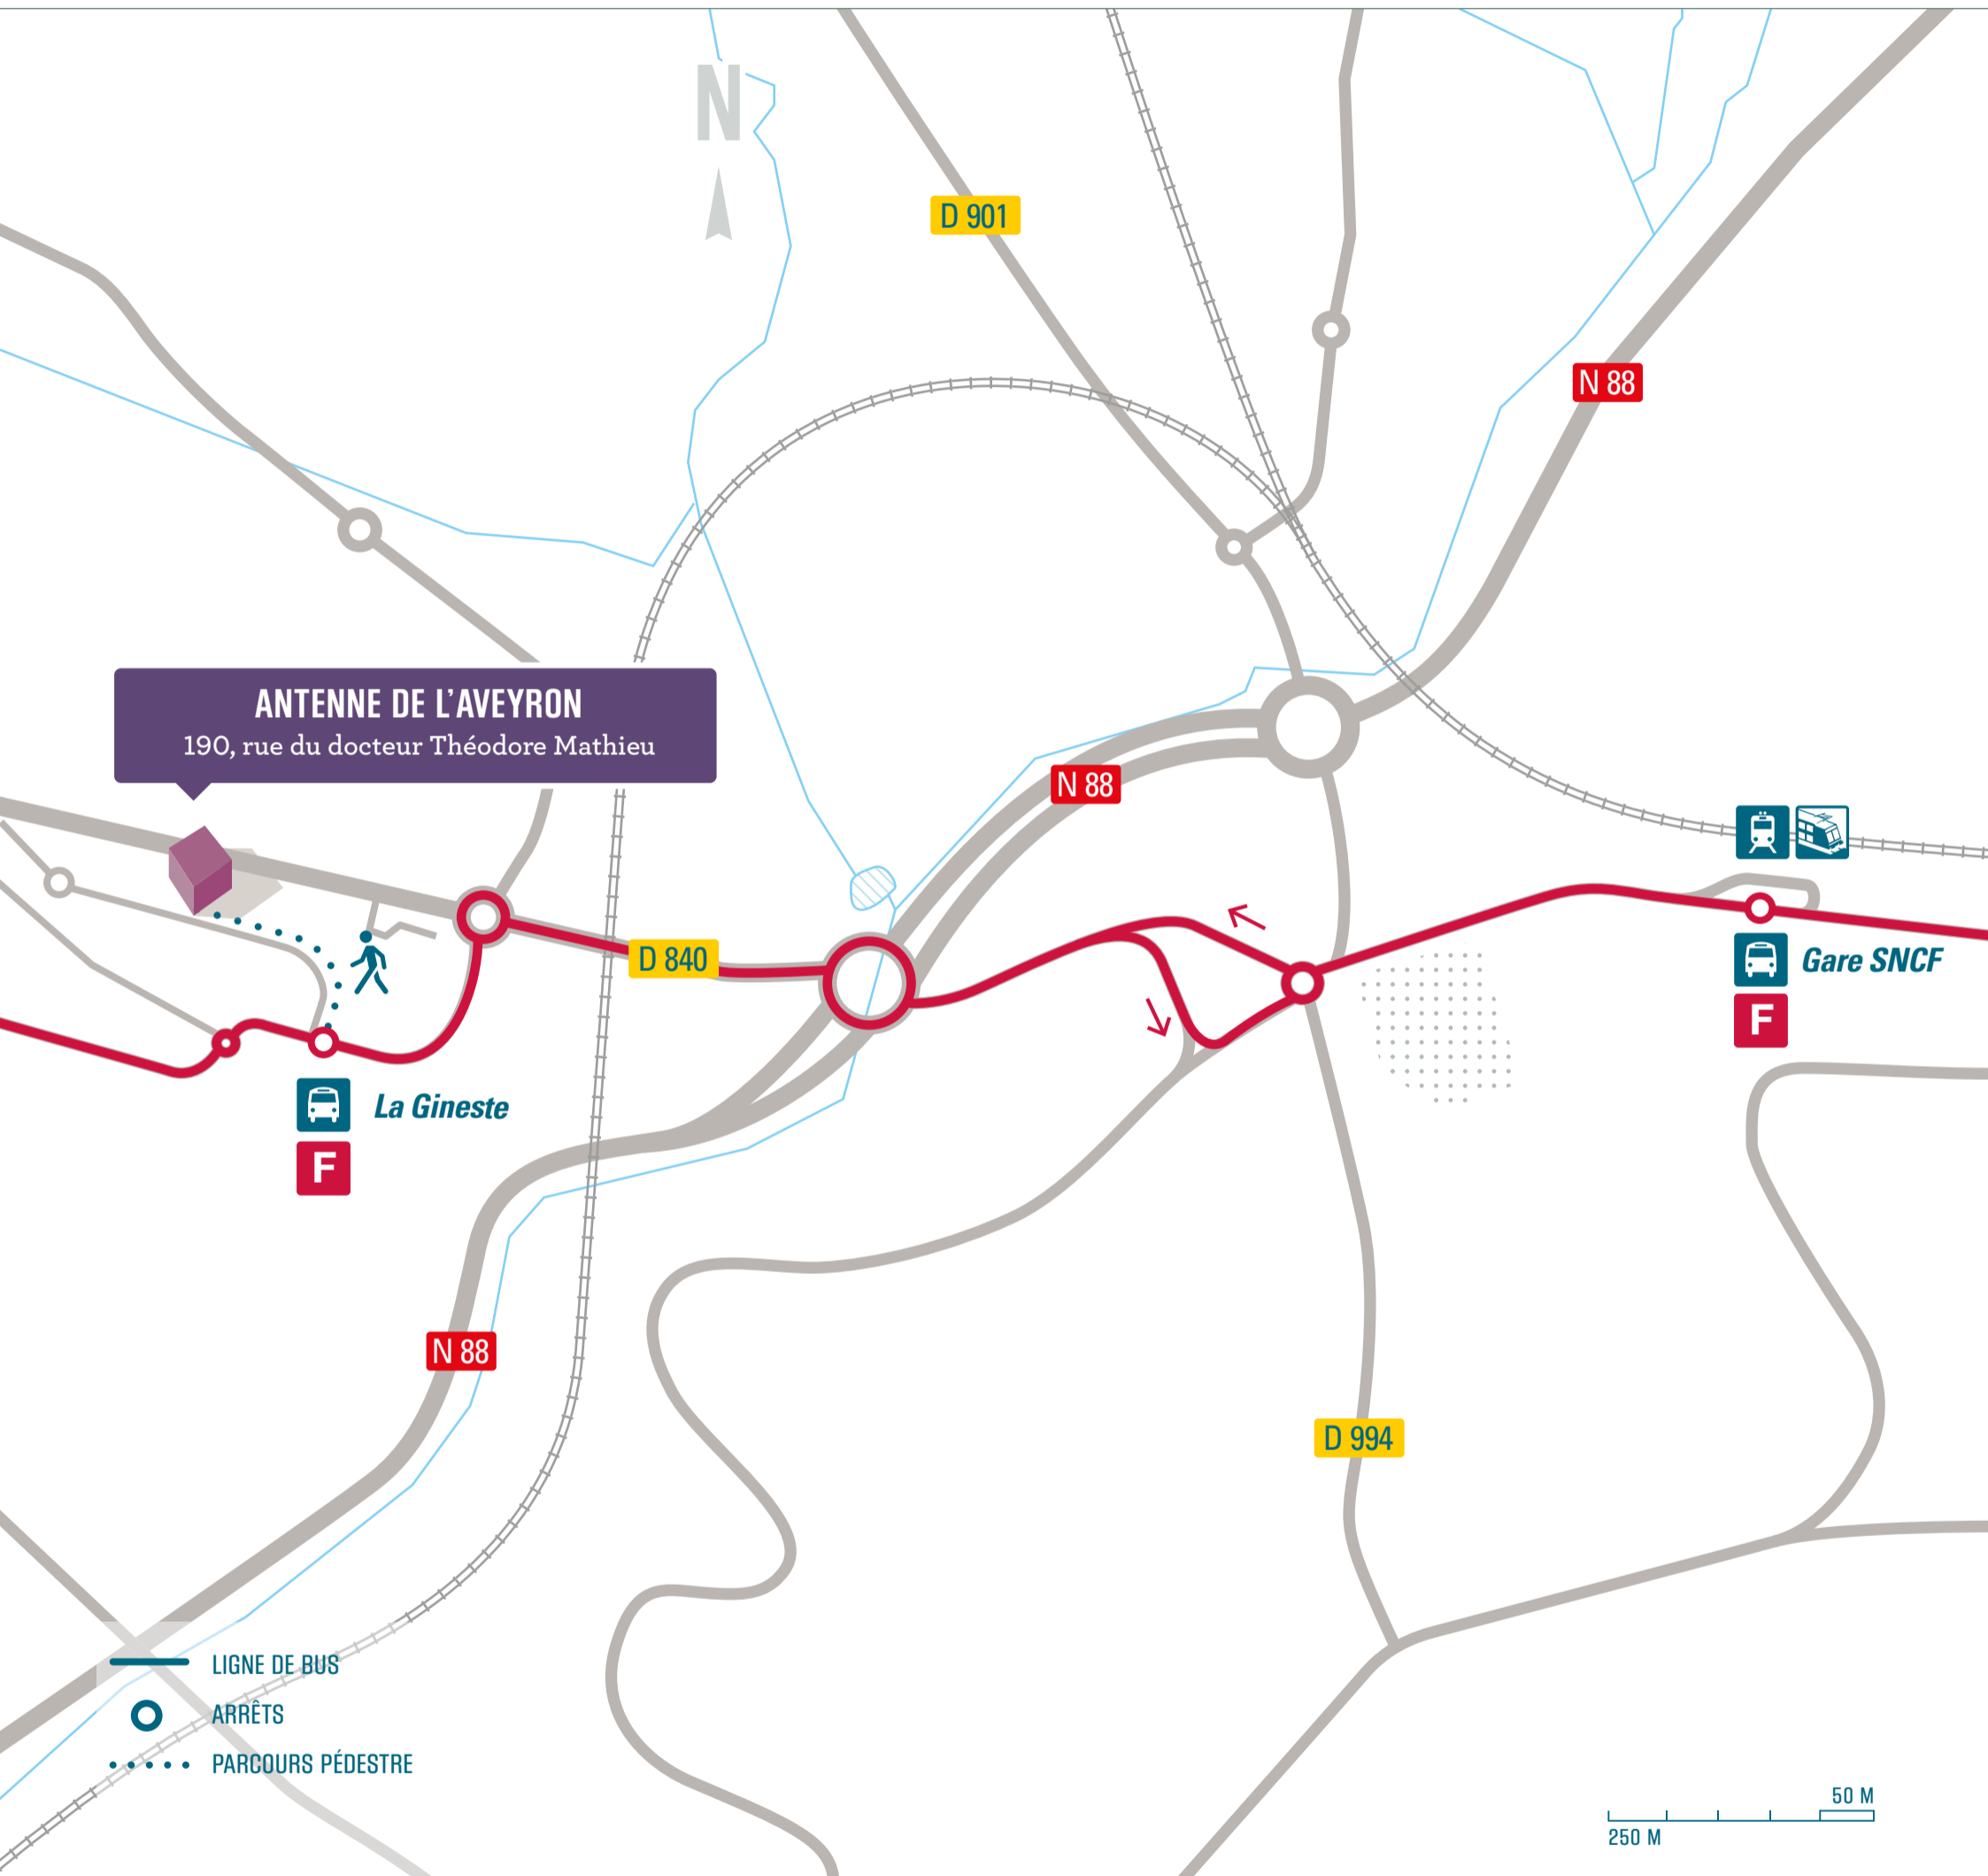 N
D 901
N 88
ANTENNE DE L'AVEYRON
190, rue du docteur Théodore Mathieu
N 88
D 840
Gare SNCF
F
La Gineste
F
N 88
D 994
LIGNE DE BUS
ARRÊTS
PARCOURS PÉDESTRE
50 M
250 M